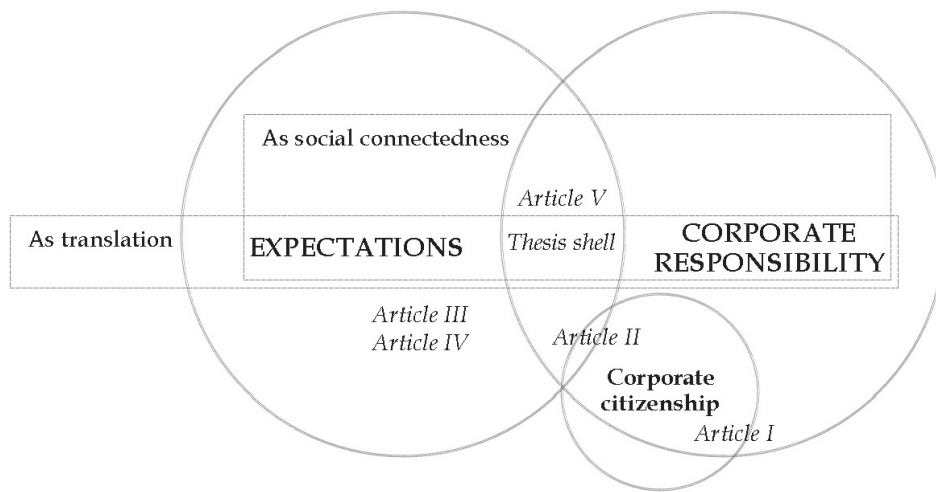 As social connectedness
Article V
As translation
EXPECTATIONS
Thesis shell
CORPORATE
RESPONSIBILITY
Article III
Article IV
Article II
Corporate
citizenship
Article I